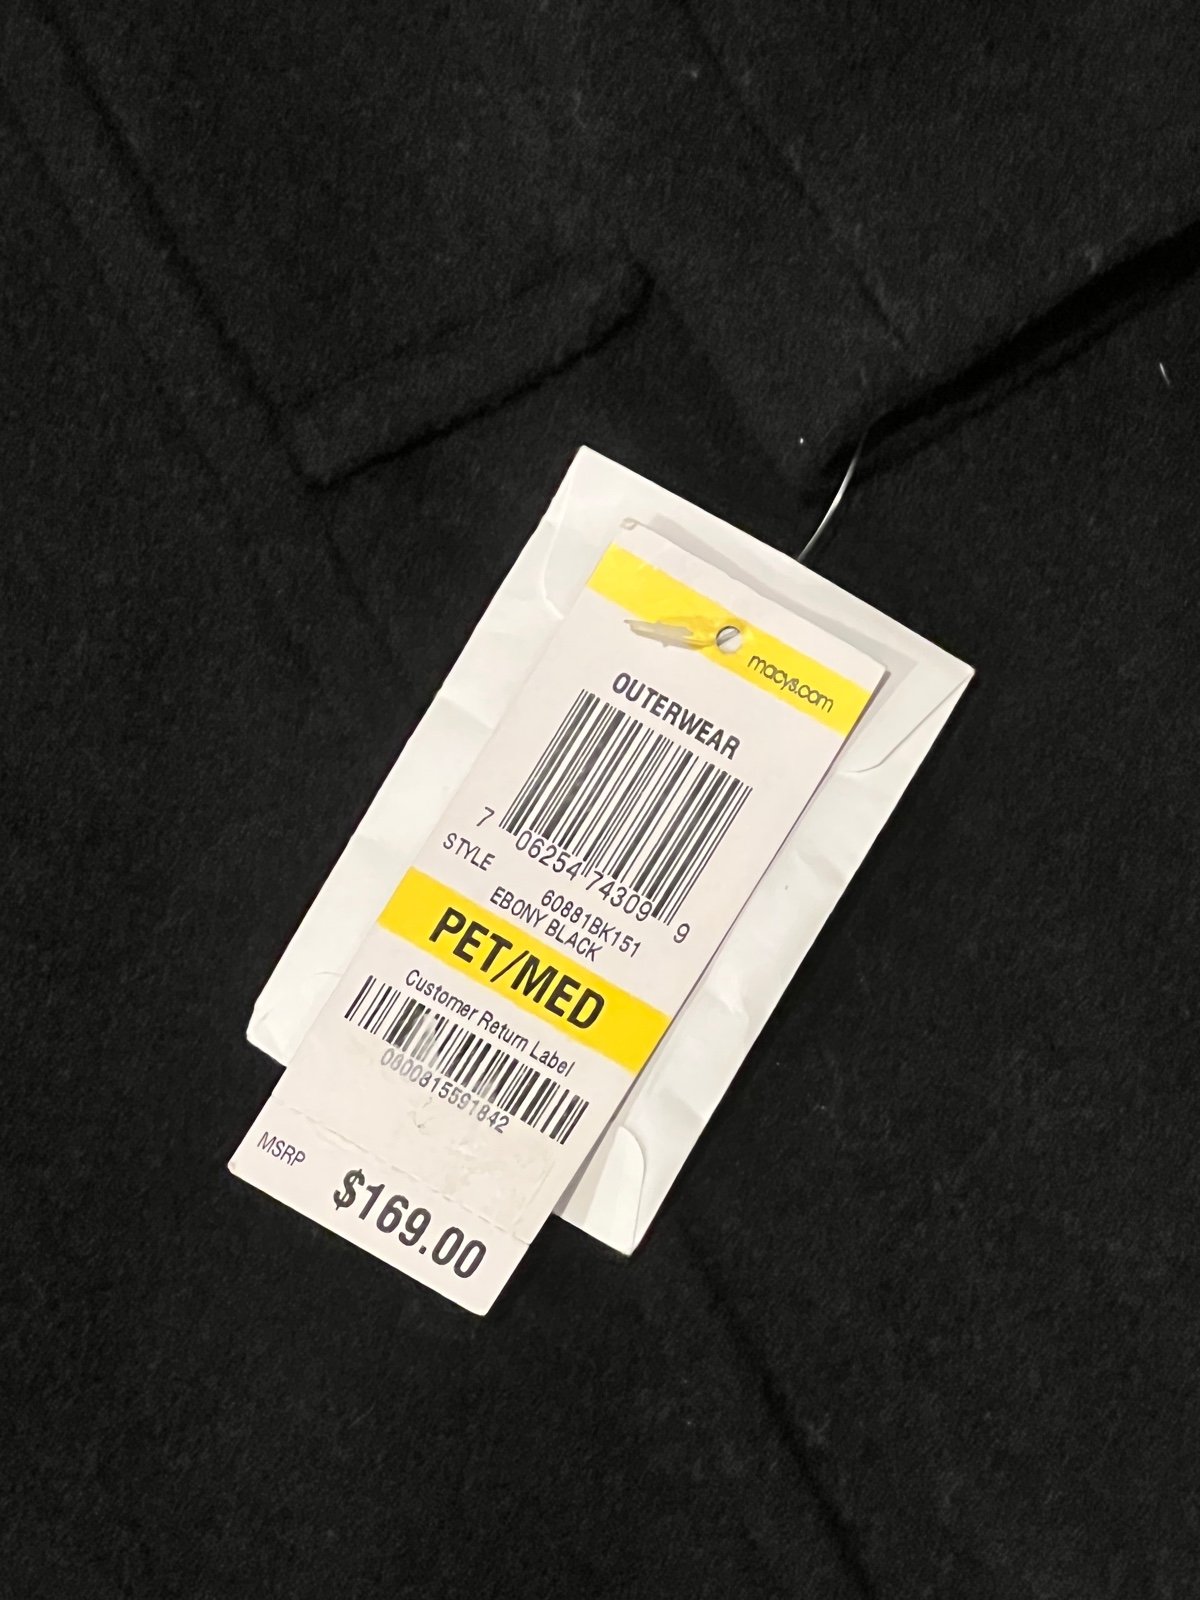 macys.com
OUTERWEAR
7 06254 74309 9
STYLE 60881BK151
EBONY BLACK
PET/MED
Customer Return Label
0800815591842
MSRP
$169.00